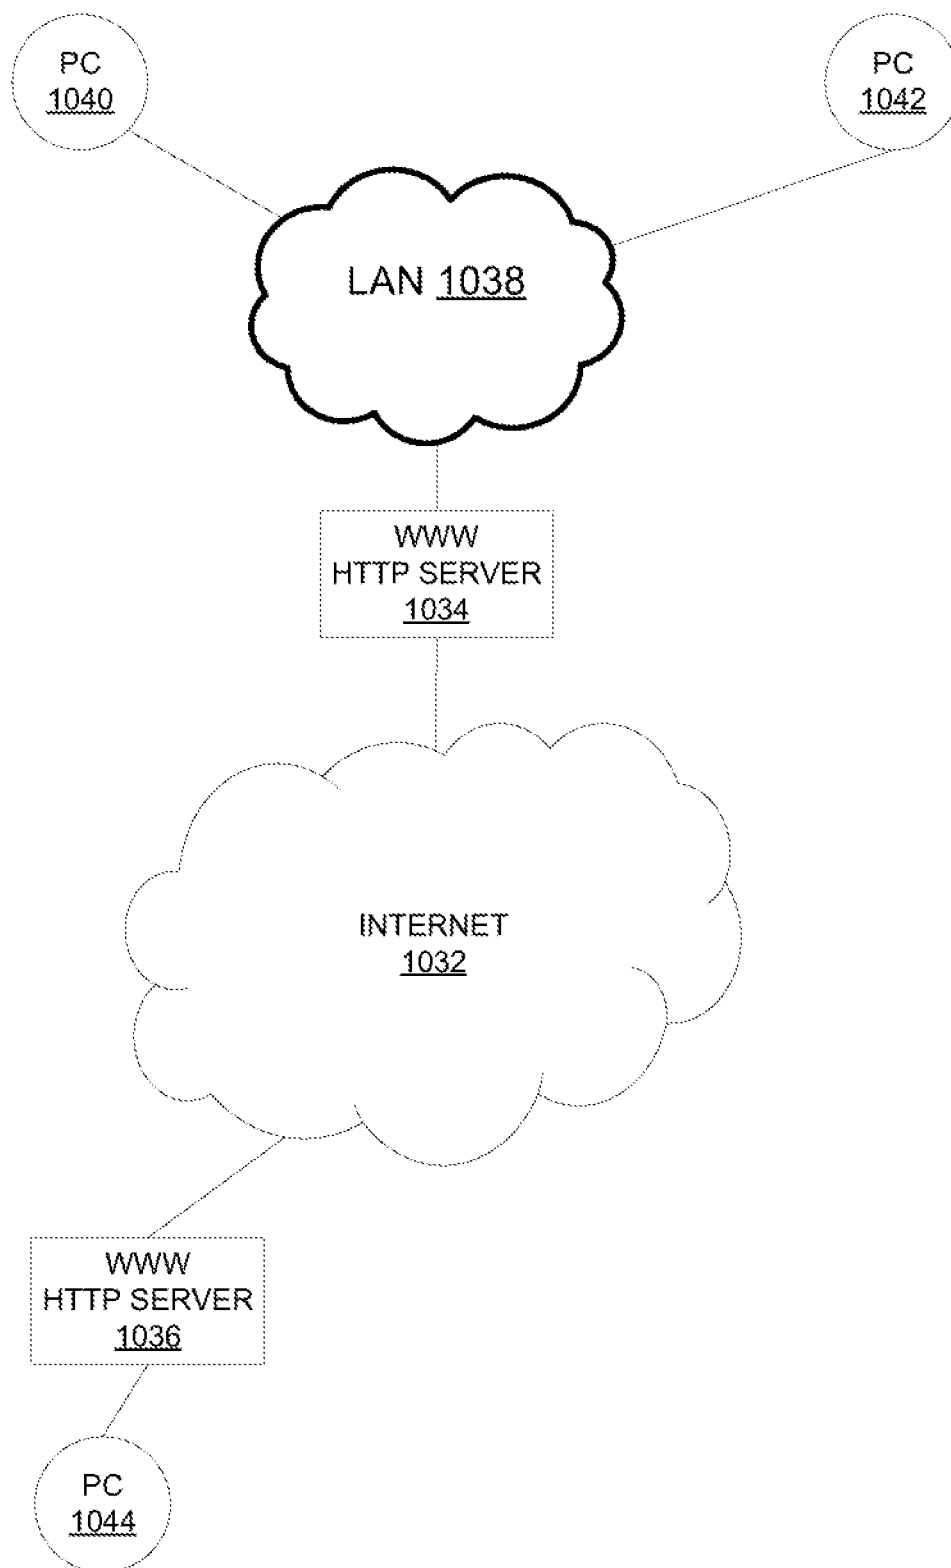 PC
1040
PC
1042
LAN 1038
WWW
HTTP SERVER
1034
INTERNET
1032
WWW
HTTP SERVER
1036
PC
1044